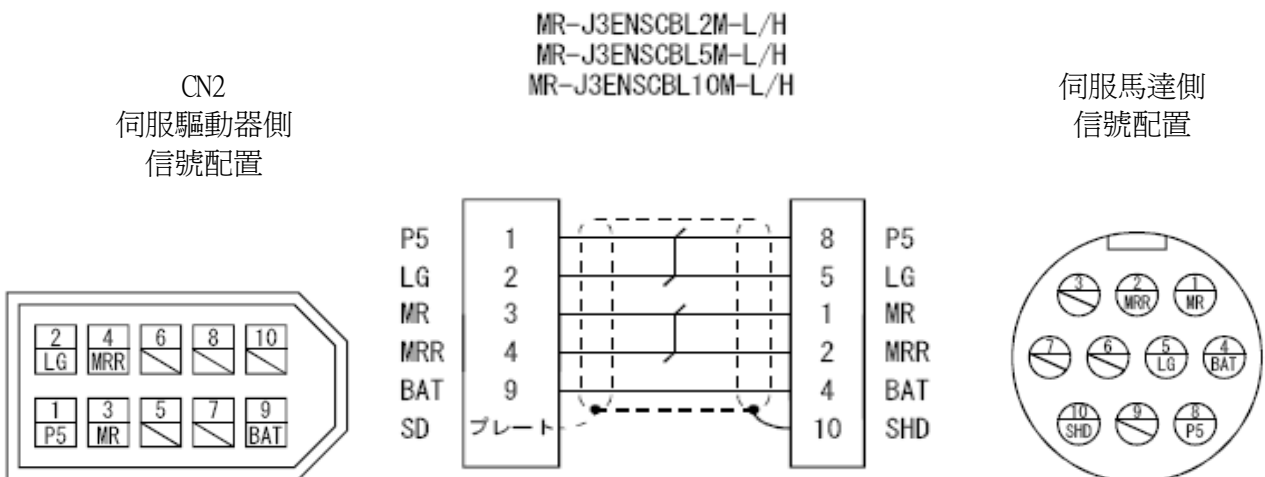 MR-J3ENSCBL2M-L/H
MR-J3ENSCBL5M-L/H
MR-J3ENSCBL10M-L/H
CN2
伺服驅動器側
信號配置
伺服馬達側
信號配置
P5 1 8 P5
LG 2 5 LG
MR 3 1 MR
MRR 4 2 MRR
BAT 9 4 BAT
SD プレート 10 SHD
2 4 6 8 10
LG MRR
1 3 5 7 9
P5 MR BAT
3 2 1
MRR MR
7 6 5 4
LG BAT
10 9 8
SHD P5